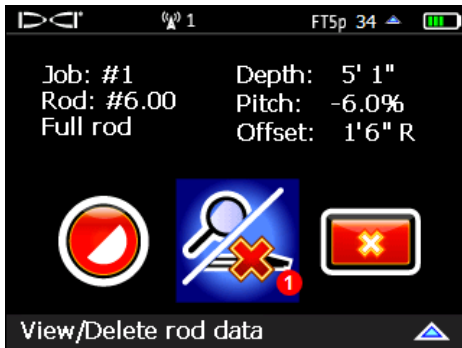 DCI 1 FT5p 34
Job: #1
Rod: #6.00
Full rod
Depth: 5' 1"
Pitch: -6.0%
Offset: 1'6" R
1
View/Delete rod data